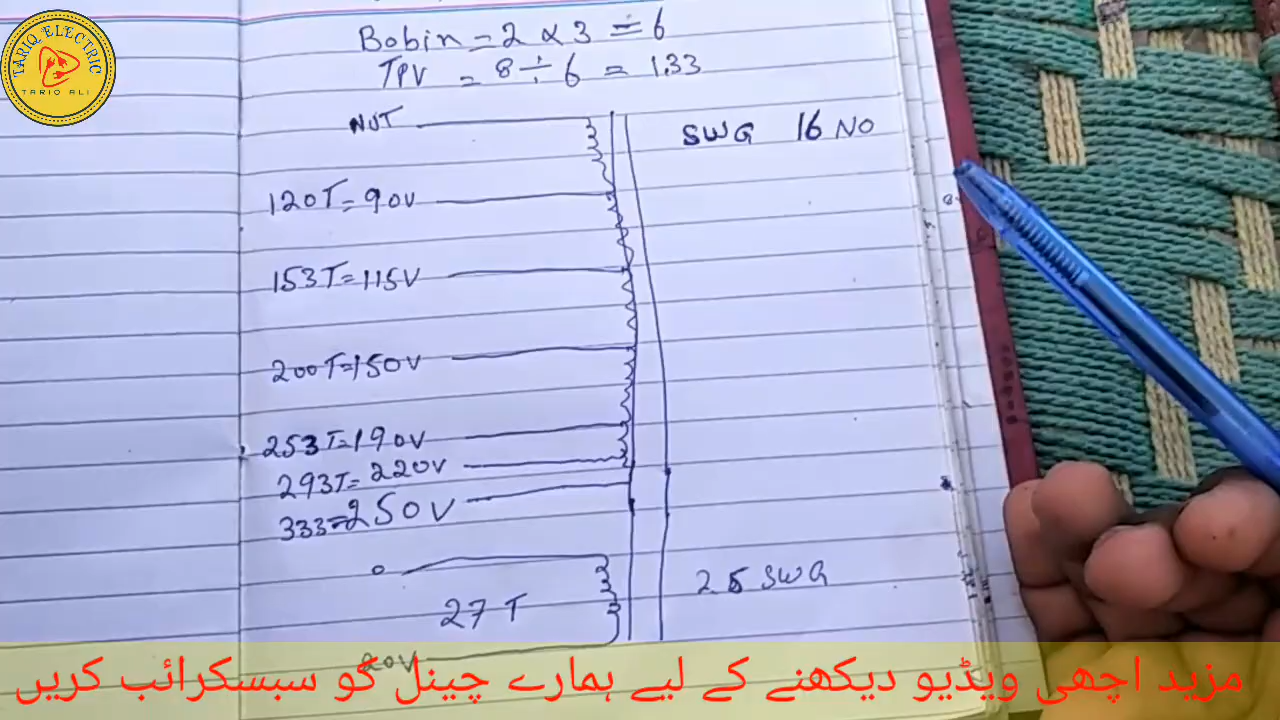 TARIQ ELECTRIC
TARIQ ALI
Bobin = 2 x 3 = 6
TPV = 8 ÷ 6 = 1.33
NUT
SWG 16 NO
120T = 90V
153T = 115V
200T = 150V
253T = 190V
293T = 220V
333 = 250V
0
27 T
25 SWG
20V
مزید اچھی ویڈیو دیکھنے کے لیے ہمارے چینل کو سبسکرائب کریں